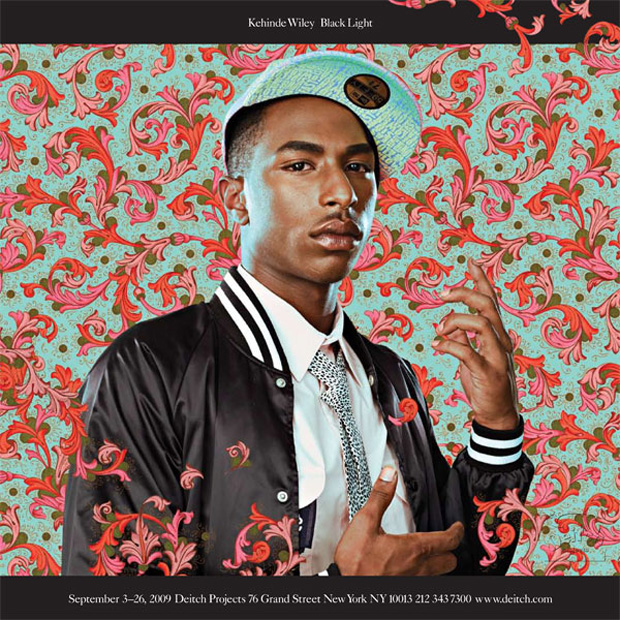 Kehinde Wiley Black Light
September 3–26, 2009 Deitch Projects 76 Grand Street New York NY 10013 212 343 7300 www.deitch.com